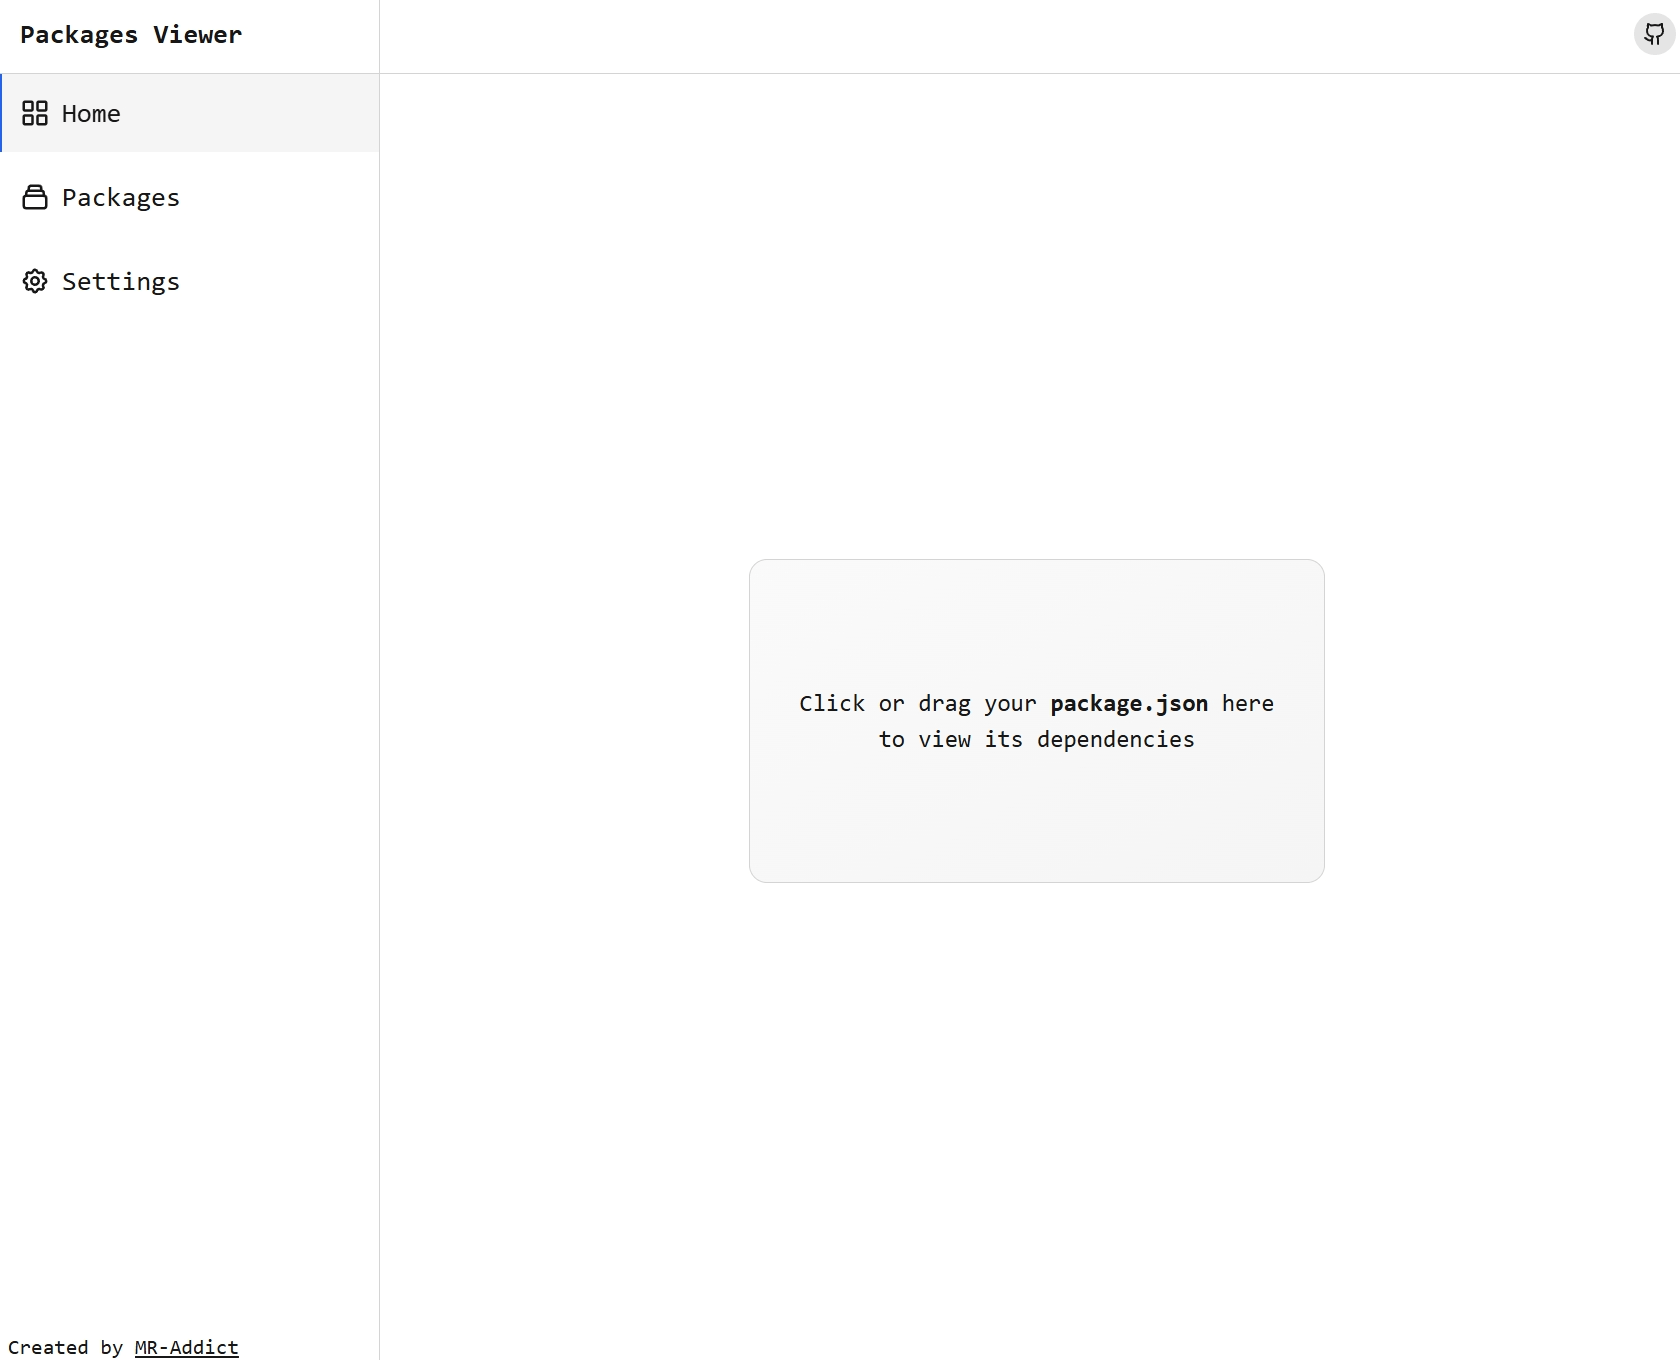 Packages Viewer
Home
Packages
Settings
Click or drag your package.json here
to view its dependencies
Created by MR-Addict